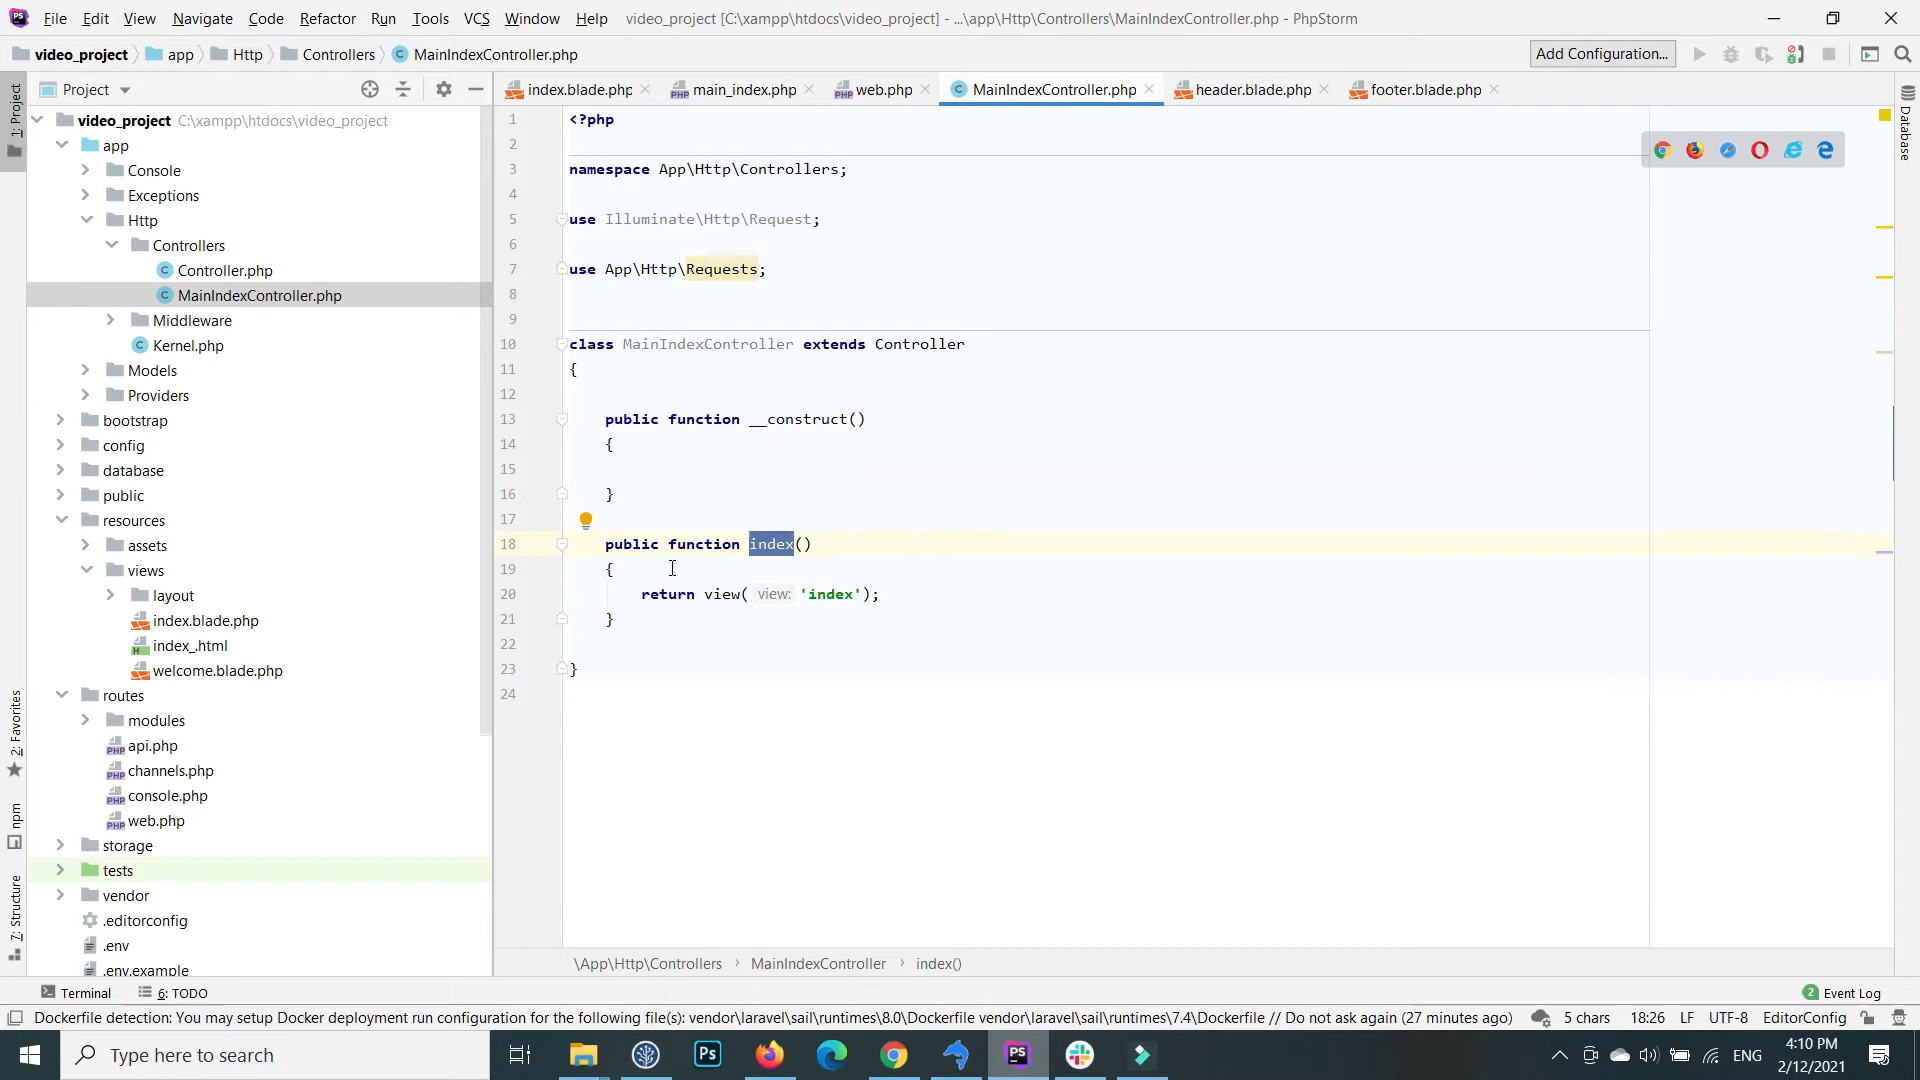 PS File Edit View Navigate Code Refactor Run Tools VCS Window Help video_project [C:\xampp\htdocs\video_project] - ...\app\Http\Controllers\MainIndexController.php - PhpStorm
video_project app Http Controllers C MainIndexController.php Add Configuration...
1: Project
Project
index.blade.php main_index.php web.php MainIndexController.php header.blade.php footer.blade.php
Database
video_project C:\xampp\htdocs\video_project
app
Console
Exceptions
Http
Controllers
Controller.php
MainIndexController.php
Middleware
Kernel.php
Models
Providers
bootstrap
config
database
public
resources
assets
views
layout
index.blade.php
index_.html
welcome.blade.php
routes
modules
api.php
channels.php
console.php
web.php
storage
tests
vendor
.editorconfig
.env
.env.example
2: Favorites
npm
7: Structure
1 <?php
2
3 namespace App\Http\Controllers;
4
5 use Illuminate\Http\Request;
6
7 use App\Http\Requests;
8
9
10 class MainIndexController extends Controller
11 {
12
13 public function __construct()
14 {
15
16 }
17
18 public function index()
19 {
20 return view( view: 'index');
21 }
22
23 }
24
\App\Http\Controllers › MainIndexController › index()
Terminal 6: TODO 2 Event Log
Dockerfile detection: You may setup Docker deployment run configuration for the following file(s): vendor\laravel\sail\runtimes\8.0\Dockerfile vendor\laravel\sail\runtimes\7.4\Dockerfile // Do not ask again (27 minutes ago) 5 chars 18:26 LF UTF-8 EditorConfig
Type here to search Ps PS ENG 4:10 PM
2/12/2021